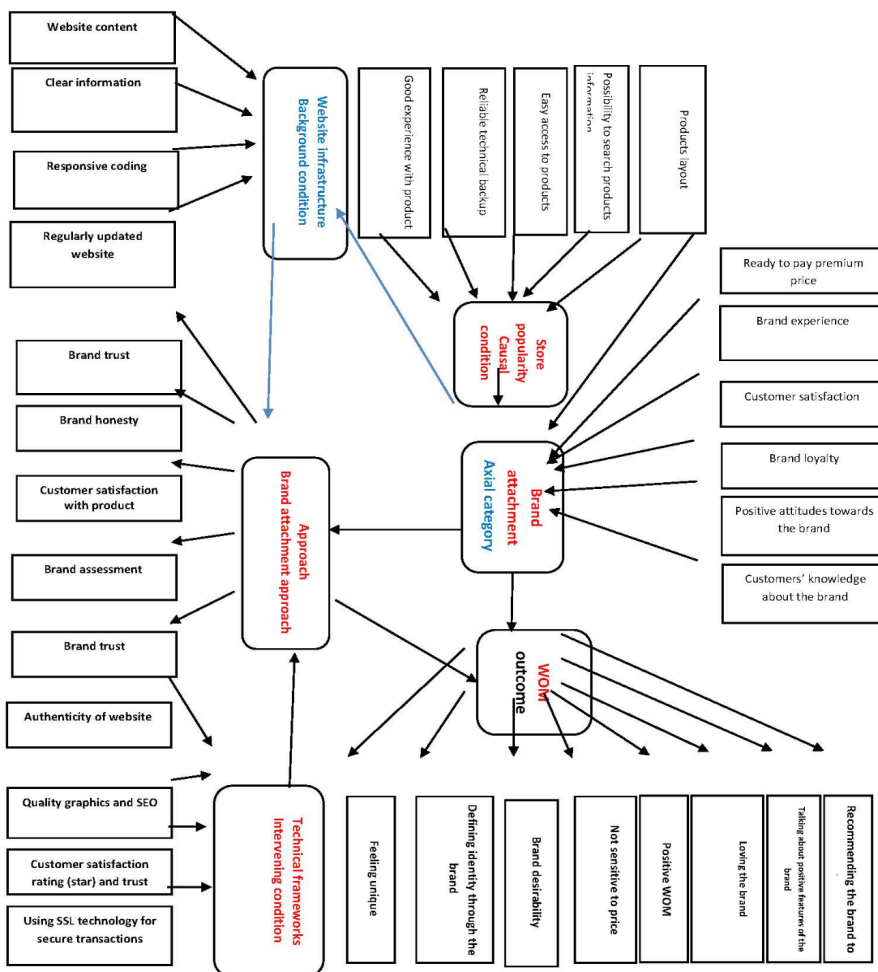 Website content
Clear information
Responsive coding
Regularly updated
website
Website infrastructure
Background condition
Good experience with product
Reliable technical backup
Easy access to products
Possibility to search products
information
Products layout
Ready to pay premium
price
Brand experience
Customer satisfaction
Brand loyalty
Positive attitudes towards
the brand
Customers' knowledge
about the brand
Store
popularity
Causal
condition
Brand
attachment
Axial category
Brand trust
Brand honesty
Customer satisfaction
with product
Brand assessment
Brand trust
Authenticity of website
Approach
Brand attachment approach
WOM
outcome
Quality graphics and SEO
Customer satisfaction
rating (star) and trust
Using SSL technology for
secure transactions
Technical frameworks
Intervening condition
Feeling unique
Defining identity through the
brand
Brand desirability
Not sensitive to price
Positive WOM
Loving the brand
Talking about positive features of the
brand
Recommending the brand to